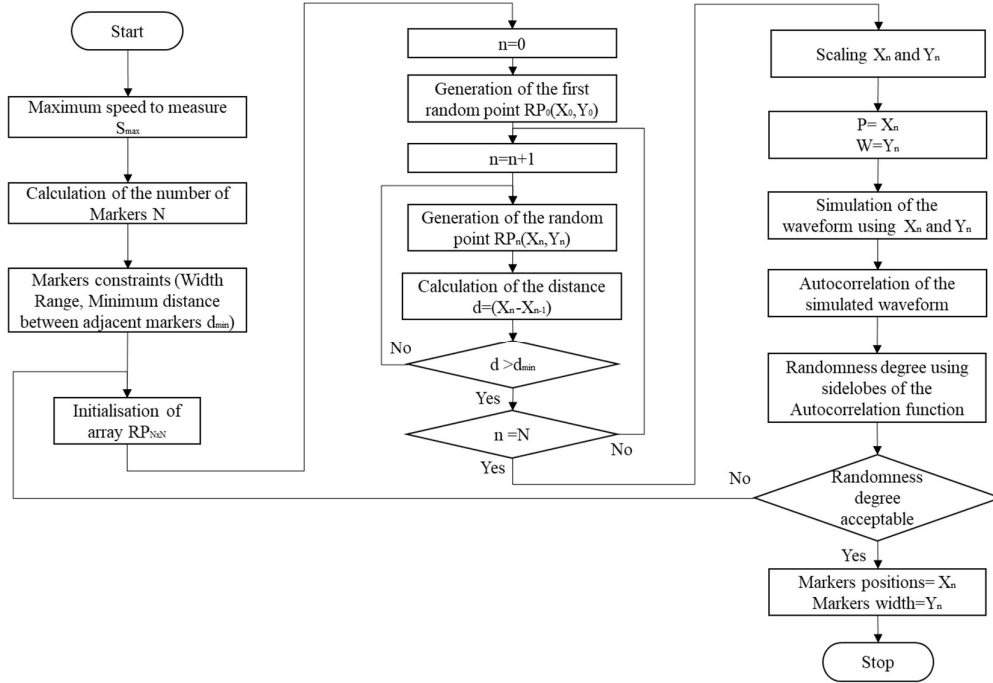 Start
Maximum speed to measure
Smax
Calculation of the number of
Markers N
Markers constraints (Width
Range, Minimum distance
between adjacent markers dmin)
Initialisation of
array RPNxN
n=0
Generation of the first
random point RP0(X0,Y0)
n=n+1
Generation of the random
point RPn(Xn,Yn)
Calculation of the distance
d=(Xn-Xn-1)
No
d >dmin
Yes
n =N
No
Yes
Scaling Xn and Yn
P= Xn
W=Yn
Simulation of the
waveform using Xn and Yn
Autocorrelation of the
simulated waveform
Randomness degree using
sidelobes of the
Autocorrelation function
No
Randomness
degree
acceptable
Yes
Markers positions= Xn
Markers width=Yn
Stop